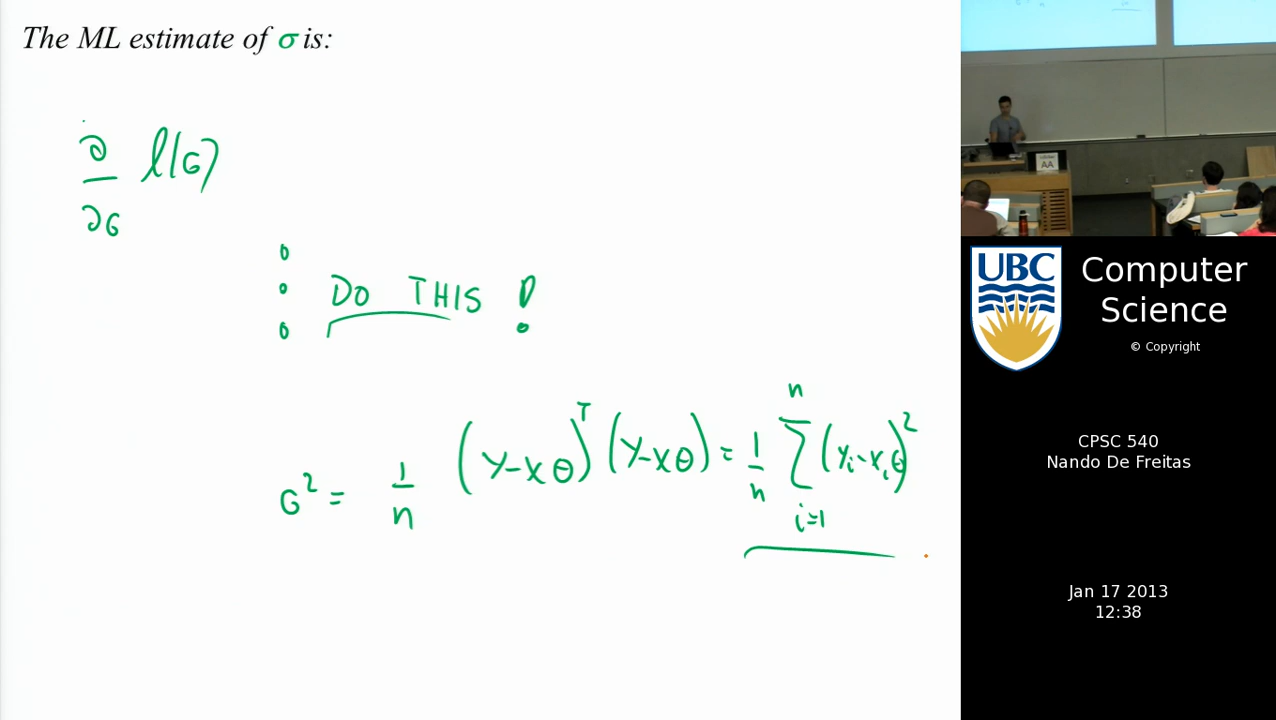 The ML estimate of σ is:
∂/∂σ l(σ)
DO THIS !
σ² = 1/n (y-xθ)ᵀ (y-xθ) = 1/n Σᵢ₌₁ⁿ (yᵢ-xᵢθ)²
AA
UBC
Computer
Science
© Copyright
CPSC 540
Nando De Freitas
Jan 17 2013
12:38